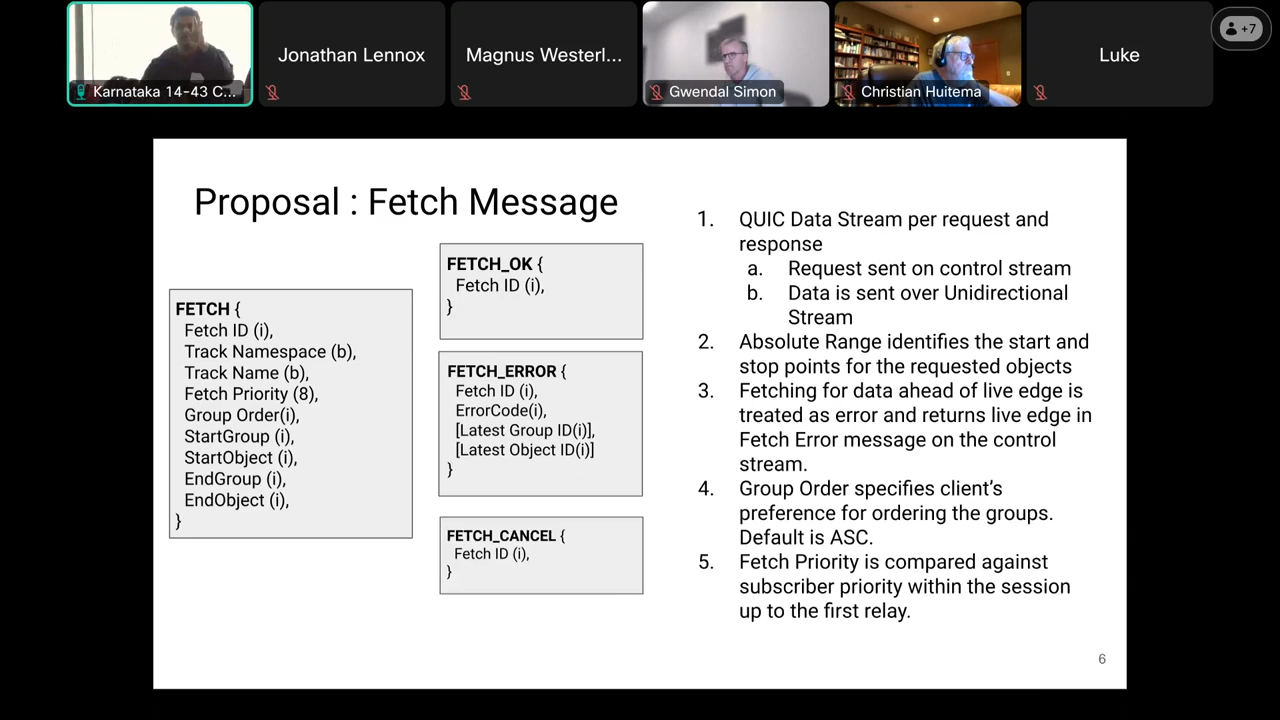 Karnataka 14-43 C...
Jonathan Lennox
Magnus Westerl...
Gwendal Simon
Christian Huitema
Luke
+7
Proposal : Fetch Message
FETCH {
Fetch ID (i),
Track Namespace (b),
Track Name (b),
Fetch Priority (8),
Group Order(i),
StartGroup (i),
StartObject (i),
EndGroup (i),
EndObject (i),
}
FETCH_OK {
Fetch ID (i),
}
FETCH_ERROR {
Fetch ID (i),
ErrorCode(i),
[Latest Group ID(i)],
[Latest Object ID(i)]
}
FETCH_CANCEL {
Fetch ID (i),
}
1. QUIC Data Stream per request and
response
a. Request sent on control stream
b. Data is sent over Unidirectional
Stream
2. Absolute Range identifies the start and
stop points for the requested objects
3. Fetching for data ahead of live edge is
treated as error and returns live edge in
Fetch Error message on the control
stream.
4. Group Order specifies client’s
preference for ordering the groups.
Default is ASC.
5. Fetch Priority is compared against
subscriber priority within the session
up to the first relay.
6